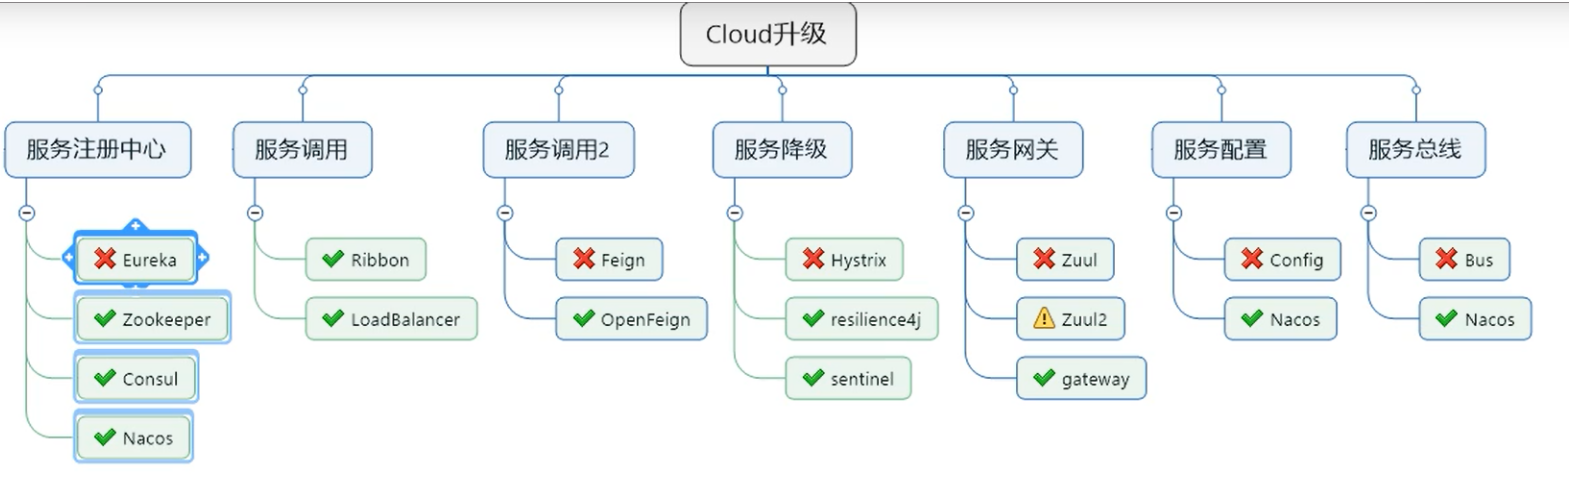 Cloud升级
服务注册中心
服务调用
服务调用2
服务降级
服务网关
服务配置
服务总线
Eureka
Zookeeper
Consul
Nacos
Ribbon
LoadBalancer
Feign
OpenFeign
Hystrix
resilience4j
sentinel
Zuul
Zuul2
gateway
Config
Nacos
Bus
Nacos